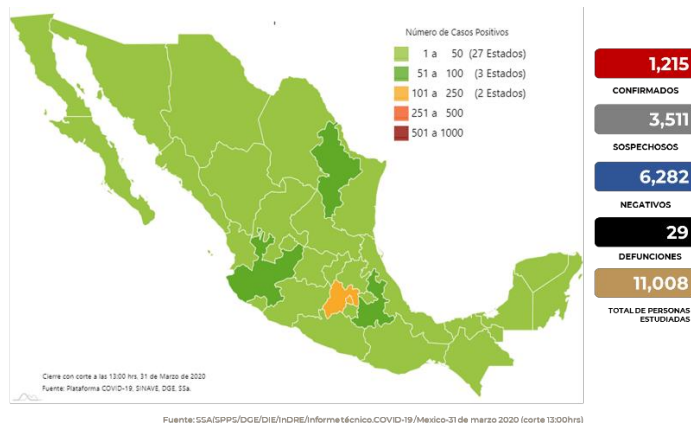 Número de Casos Positivos
1 a 50 (27 Estados)
51 a 100 (3 Estados)
101 a 250 (2 Estados)
251 a 500
501 a 1000
1,215
CONFIRMADOS
3,511
SOSPECHOSOS
6,282
NEGATIVOS
29
DEFUNCIONES
11,008
TOTAL DE PERSONAS
ESTUDIADAS
Cierre con corte a las 13:00 hrs, 31 de Marzo de 2020
Fuente: Plataforma COVID-19, SINAVE, DGE, SSa.
Fuente: SSA/SPPS/DGE/DIE/InDRE/Informe técnico.COVID-19/Mexico-31 de marzo 2020 (corte 13:00hrs)